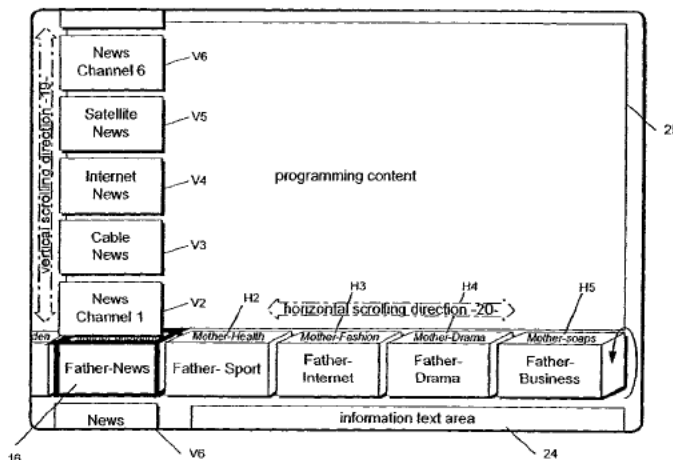 News
Channel 6
V6
Satellite
News
V5
vertical scrolling direction -19-
25
Internet
News
V4
programming content
Cable
News
V3
News
Channel 1
V2
H2
H3
horizontal scrolling direction -20-
H4
H5
den
Mother-Health
Mother-Fashion
Mother-Drama
Mother-soaps
Father-News
Father- Sport
Father-
Internet
Father-
Drama
Father-
Business
News
information text area
16
V6
24